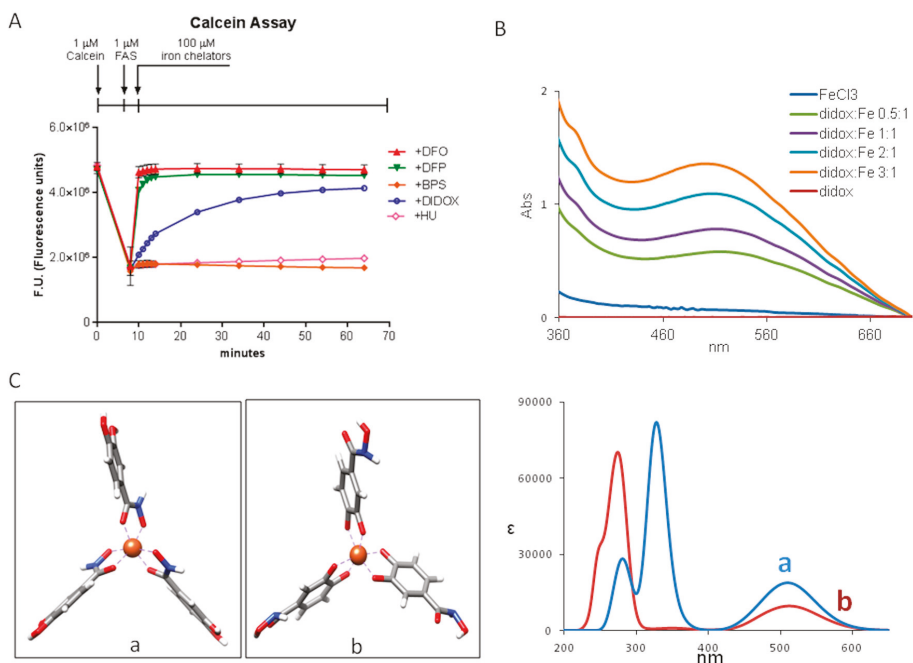 A
Calcein Assay
1 µM
Calcein
1 µM
FAS
100 µM
iron chelators
F.U. (Fluorescence units)
5.0×10⁶
4.0×10⁶
2.0×10⁶
0
0 10 20 30 40 50 60 70
minutes
+DFO
+DFP
+BPS
+DIDOX
+HU
B
Abs
2
1
0
360 460 560 660
nm
FeCl3
didox:Fe 0.5:1
didox:Fe 1:1
didox:Fe 2:1
didox:Fe 3:1
didox
C
a
b
ε
90000
60000
30000
0
200 300 400 500 600
nm
a
b